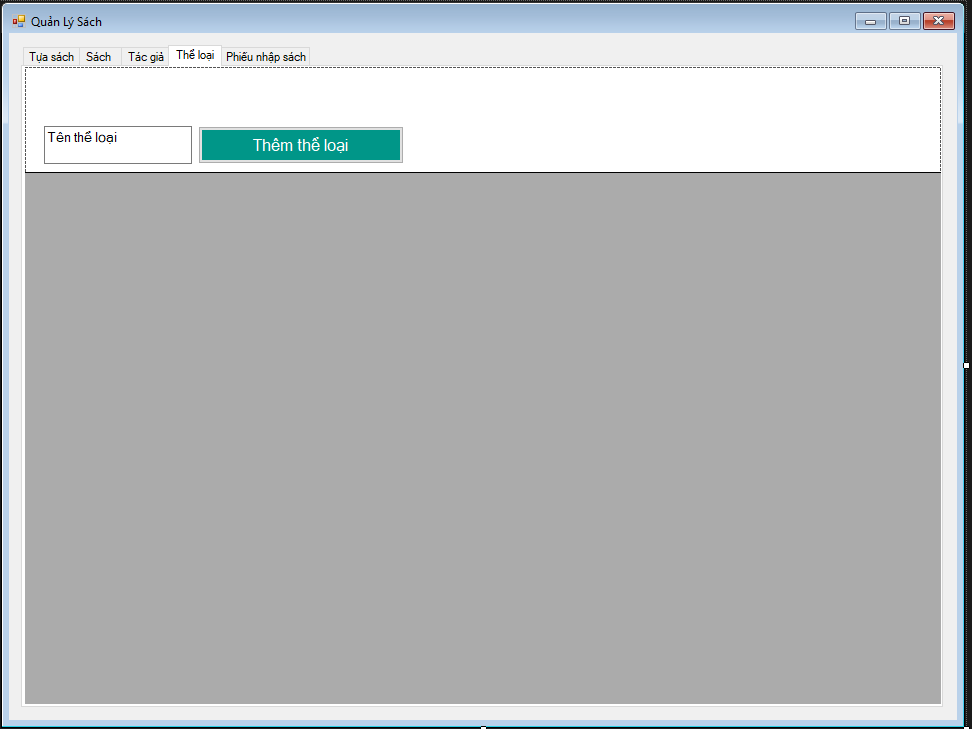 Quản Lý Sách
Tựa sách Sách Tác giả Thể loại Phiếu nhập sách
Tên thể loại
Thêm thể loại